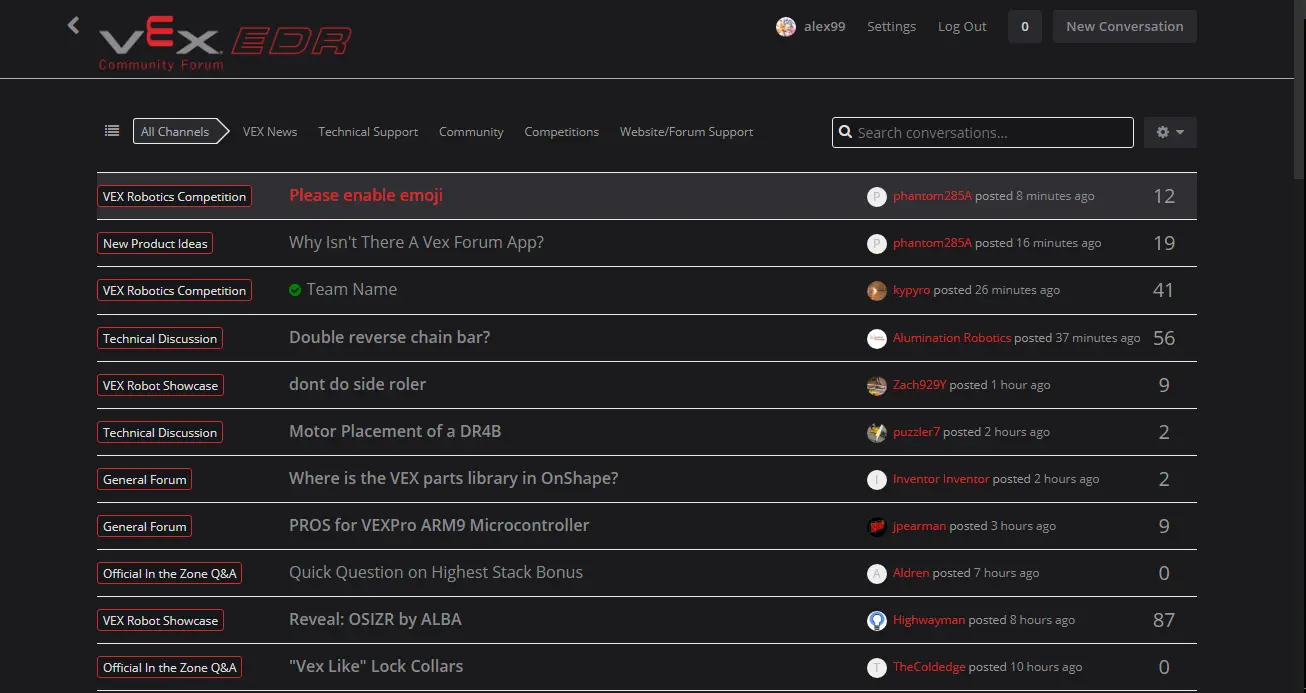 VEX EDR
Community Forum
alex99 Settings Log Out 0 New Conversation
All Channels VEX News Technical Support Community Competitions Website/Forum Support Search conversations...
VEX Robotics Competition Please enable emoji P phantom285A posted 8 minutes ago 12
New Product Ideas Why Isn't There A Vex Forum App? P phantom285A posted 16 minutes ago 19
VEX Robotics Competition Team Name kypyro posted 26 minutes ago 41
Technical Discussion Double reverse chain bar? Alumination Robotics posted 37 minutes ago 56
VEX Robot Showcase dont do side roler Zach929Y posted 1 hour ago 9
Technical Discussion Motor Placement of a DR4B puzzler7 posted 2 hours ago 2
General Forum Where is the VEX parts library in OnShape? I Inventor Inventor posted 2 hours ago 2
General Forum PROS for VEXPro ARM9 Microcontroller jpearman posted 3 hours ago 9
Official In the Zone Q&A Quick Question on Highest Stack Bonus A Aldren posted 7 hours ago 0
VEX Robot Showcase Reveal: OSIZR by ALBA Highwayman posted 8 hours ago 87
Official In the Zone Q&A "Vex Like" Lock Collars T TheColdedge posted 10 hours ago 0